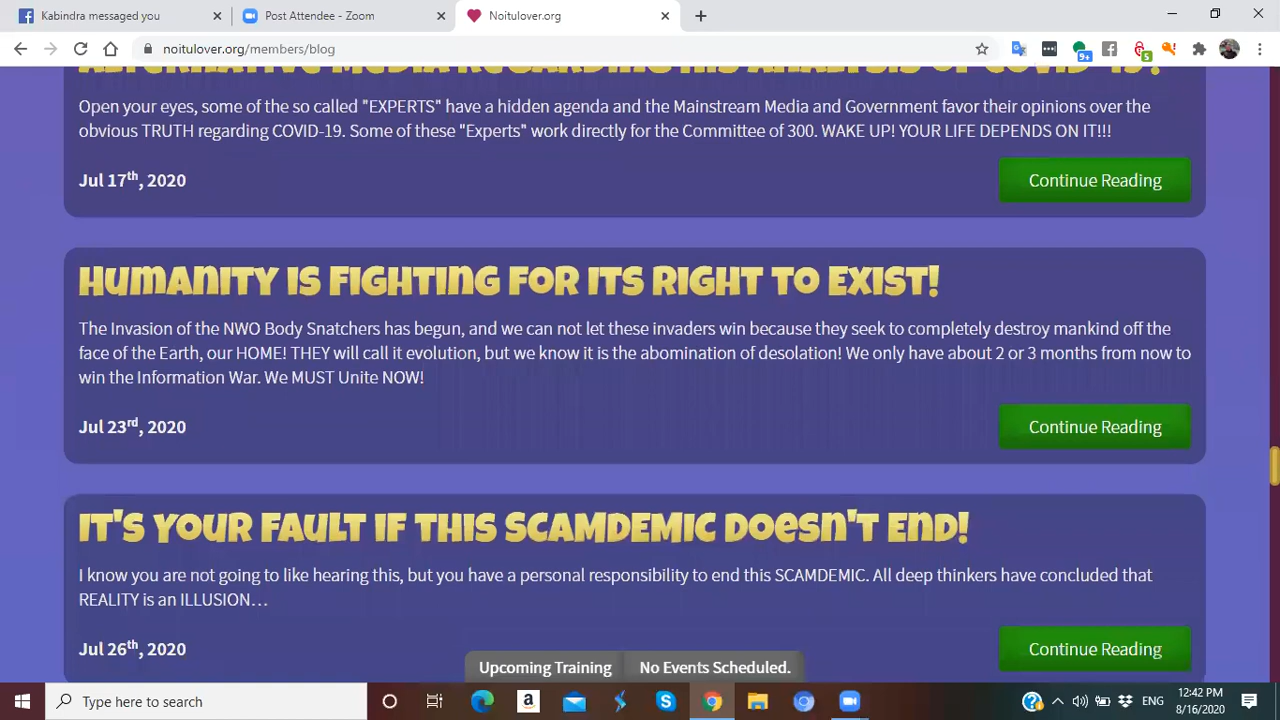 Kabindra messaged you
Post Attendee - Zoom
Noitulover.org
noitulover.org/members/blog
9+
5
ALTERNATIVE MEDIA REGARDING HIS ANALYSIS OF COVID-19?
Open your eyes, some of the so called "EXPERTS" have a hidden agenda and the Mainstream Media and Government favor their opinions over the
obvious TRUTH regarding COVID-19. Some of these "Experts" work directly for the Committee of 300. WAKE UP! YOUR LIFE DEPENDS ON IT!!!
Jul 17th, 2020
Continue Reading
Humanity is Fighting for its Right to Exist!
The Invasion of the NWO Body Snatchers has begun, and we can not let these invaders win because they seek to completely destroy mankind off the
face of the Earth, our HOME! THEY will call it evolution, but we know it is the abomination of desolation! We only have about 2 or 3 months from now to
win the Information War. We MUST Unite NOW!
Jul 23rd, 2020
Continue Reading
It's Your Fault if this Scamdemic Doesn't End!
I know you are not going to like hearing this, but you have a personal responsibility to end this SCAMDEMIC. All deep thinkers have concluded that
REALITY is an ILLUSION…
Jul 26th, 2020
Continue Reading
Upcoming Training No Events Scheduled.
Type here to search
ENG
12:42 PM
8/16/2020